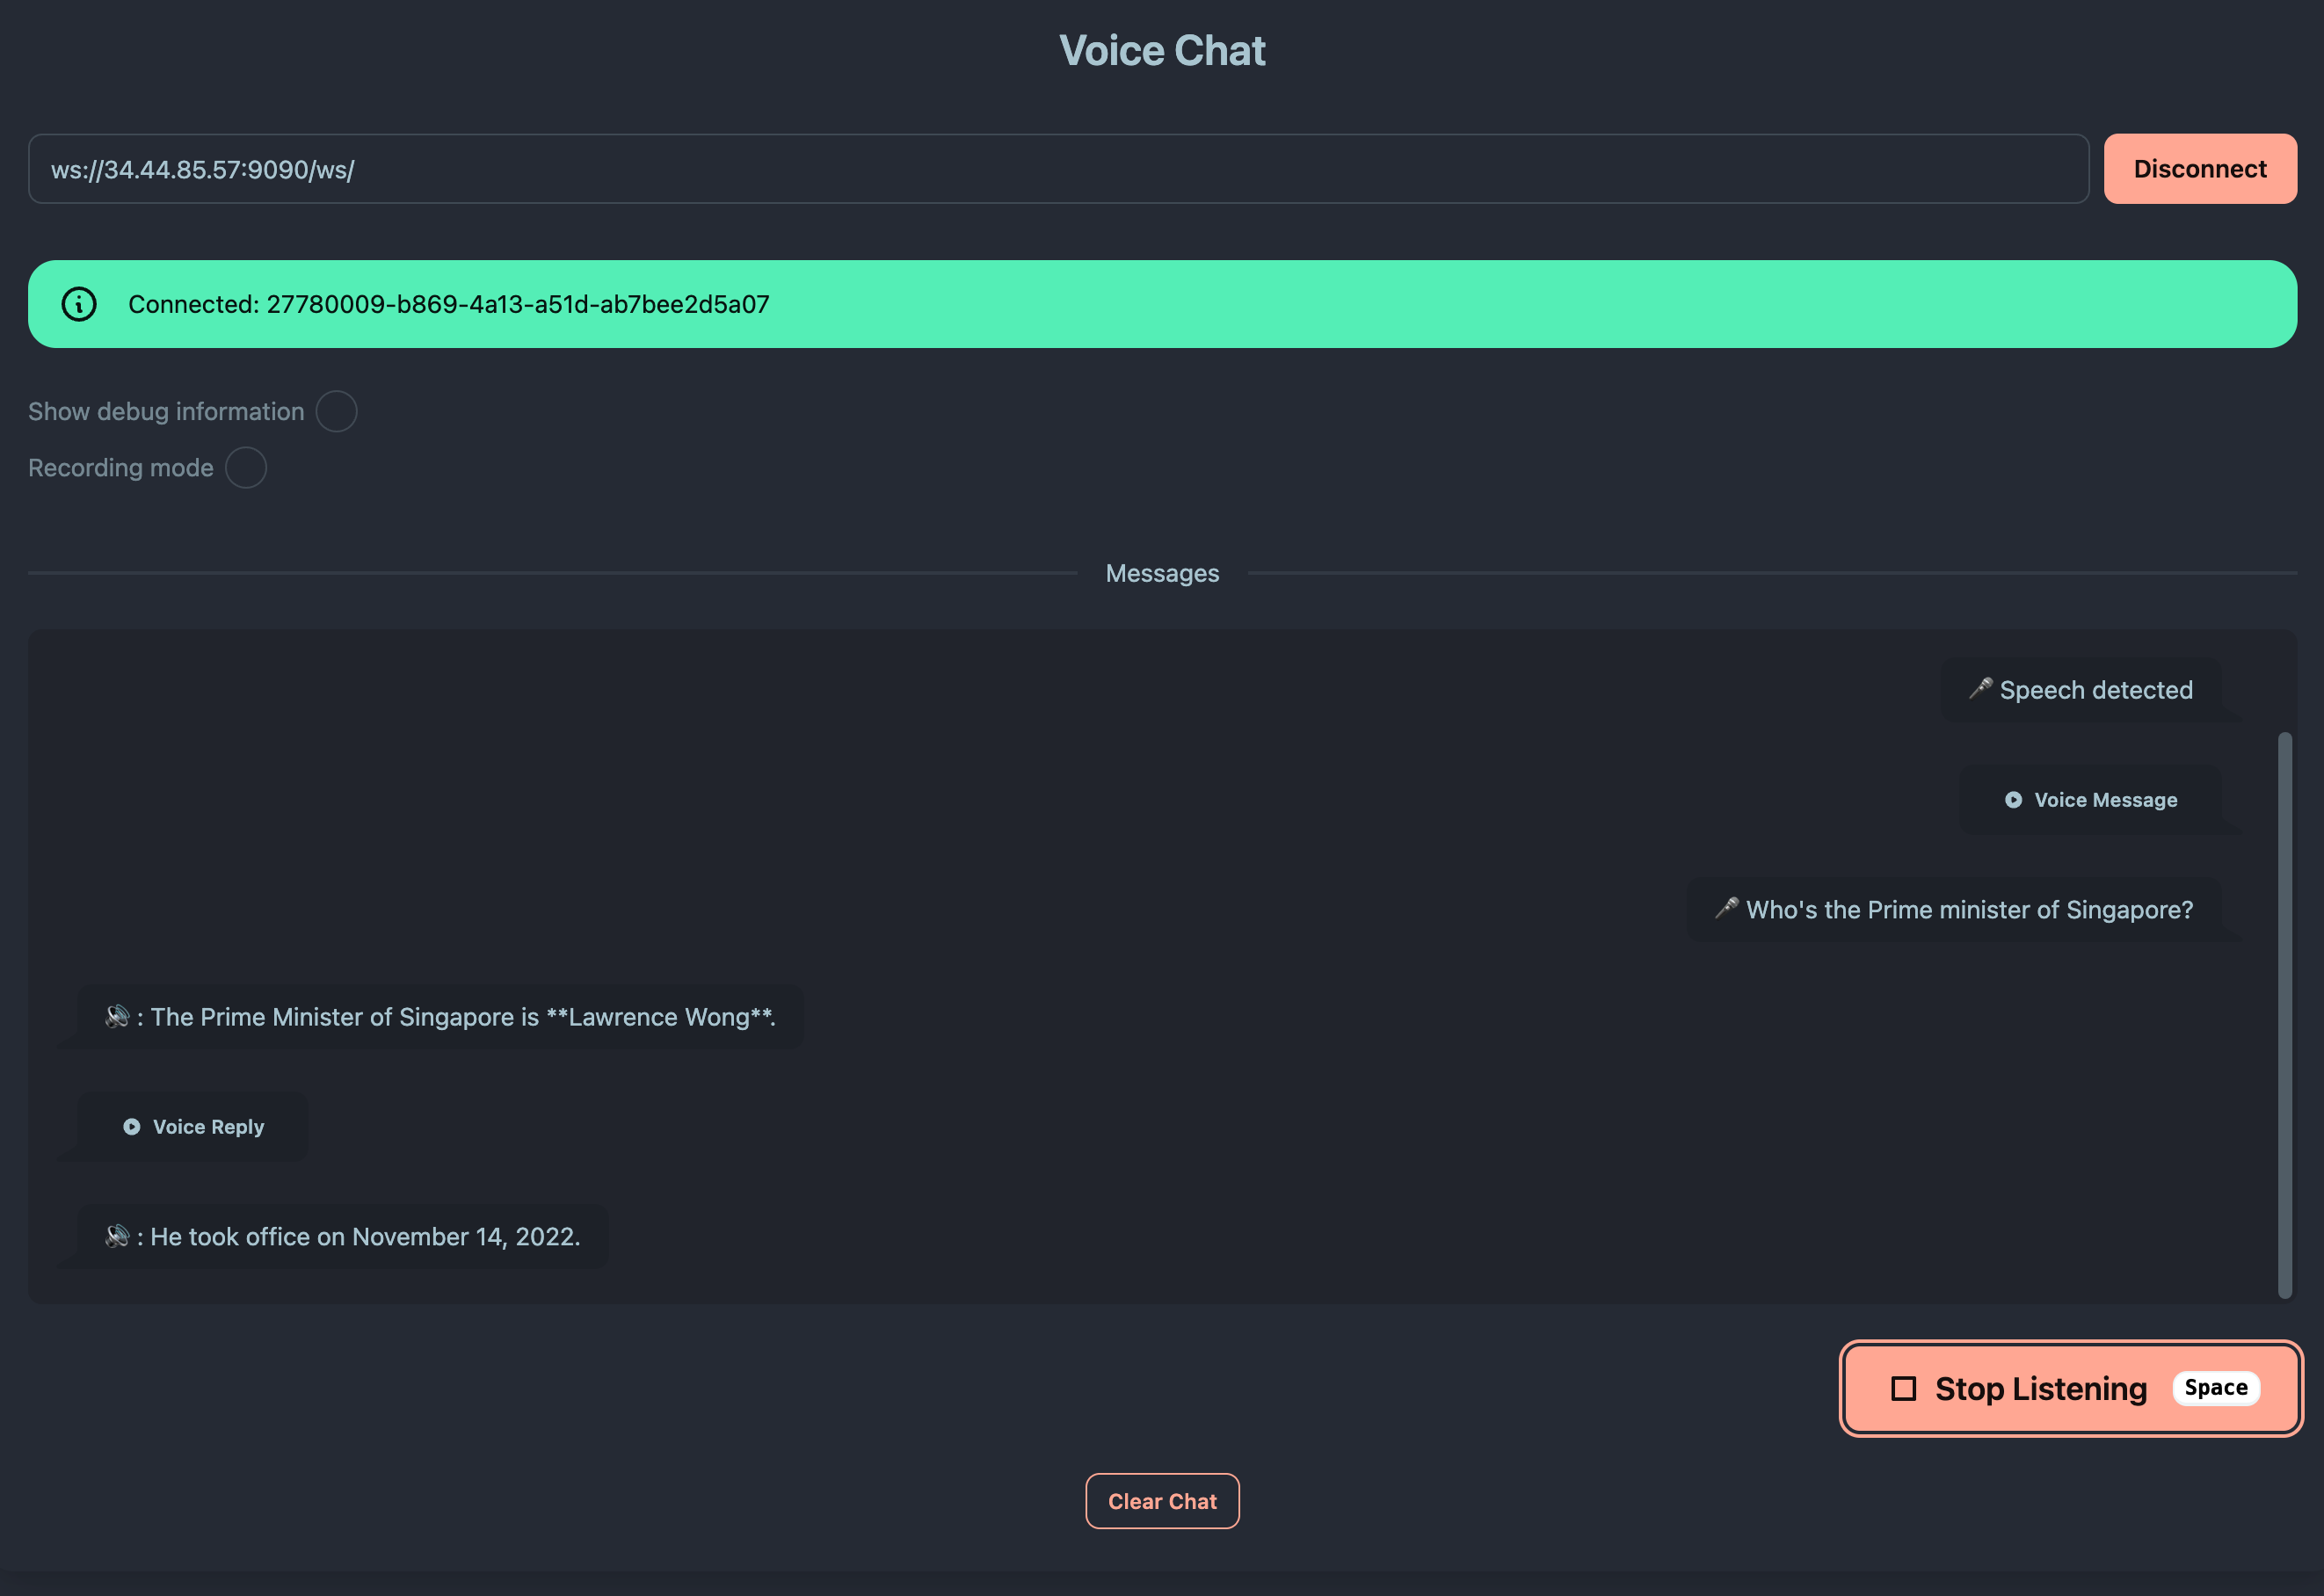 Voice Chat
ws://34.44.85.57:9090/ws/
Disconnect
Connected: 27780009-b869-4a13-a51d-ab7bee2d5a07
Show debug information
Recording mode
Messages
🎤 Speech detected
Voice Message
🎤 Who's the Prime minister of Singapore?
🔊 : The Prime Minister of Singapore is **Lawrence Wong**.
Voice Reply
🔊 : He took office on November 14, 2022.
Stop Listening Space
Clear Chat